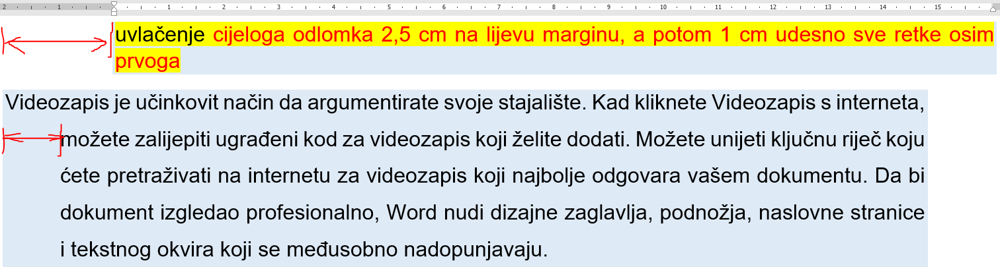 2 1 1 2 3 4 5 6 7 8 9 10 11 12 13 14 15
uvlačenje cijeloga odlomka 2,5 cm na lijevu marginu, a potom 1 cm udesno sve retke osim
prvoga
Videozapis je učinkovit način da argumentirate svoje stajalište. Kad kliknete Videozapis s interneta,
možete zalijepiti ugrađeni kod za videozapis koji želite dodati. Možete unijeti ključnu riječ koju
ćete pretraživati na internetu za videozapis koji najbolje odgovara vašem dokumentu. Da bi
dokument izgledao profesionalno, Word nudi dizajne zaglavlja, podnožja, naslovne stranice
i tekstnog okvira koji se međusobno nadopunjavaju.